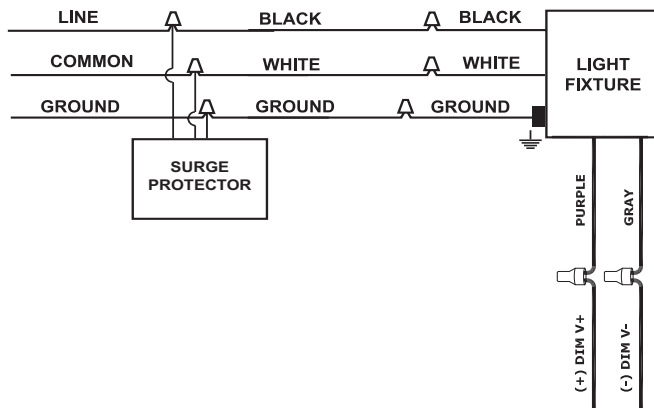 LINE BLACK BLACK
COMMON WHITE WHITE
GROUND GROUND GROUND
LIGHT
FIXTURE
SURGE
PROTECTOR
PURPLE
GRAY
(+) DIM V+
(-) DIM V-